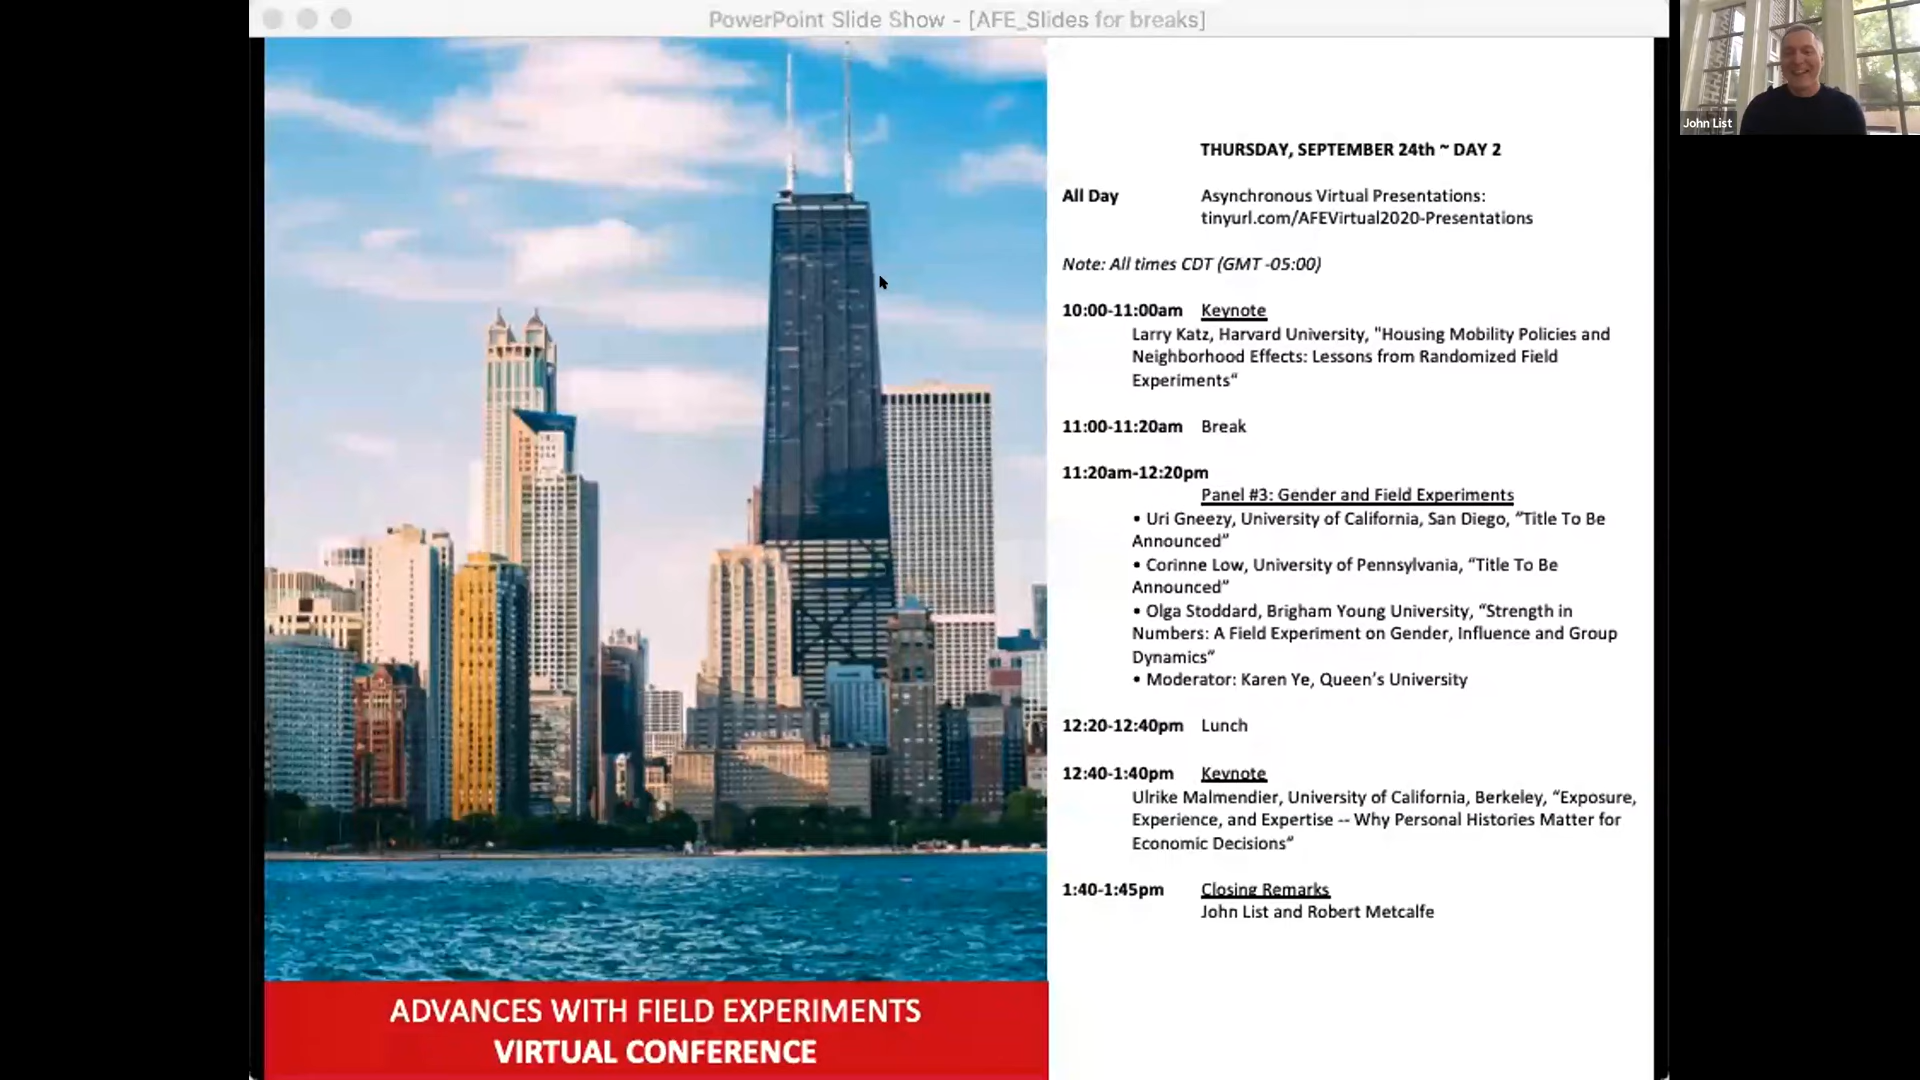 PowerPoint Slide Show - [AFE_Slides for breaks]
John List
THURSDAY, SEPTEMBER 24th ~ DAY 2
All Day Asynchronous Virtual Presentations:
tinyurl.com/AFEVirtual2020-Presentations
Note: All times CDT (GMT -05:00)
10:00-11:00am Keynote
Larry Katz, Harvard University, "Housing Mobility Policies and
Neighborhood Effects: Lessons from Randomized Field
Experiments“
11:00-11:20am Break
11:20am-12:20pm
Panel #3: Gender and Field Experiments
• Uri Gneezy, University of California, San Diego, “Title To Be
Announced”
• Corinne Low, University of Pennsylvania, “Title To Be
Announced”
• Olga Stoddard, Brigham Young University, “Strength in
Numbers: A Field Experiment on Gender, Influence and Group
Dynamics“
• Moderator: Karen Ye, Queen’s University
12:20-12:40pm Lunch
12:40-1:40pm Keynote
Ulrike Malmendier, University of California, Berkeley, “Exposure,
Experience, and Expertise -- Why Personal Histories Matter for
Economic Decisions“
1:40-1:45pm Closing Remarks
John List and Robert Metcalfe
ADVANCES WITH FIELD EXPERIMENTS
VIRTUAL CONFERENCE